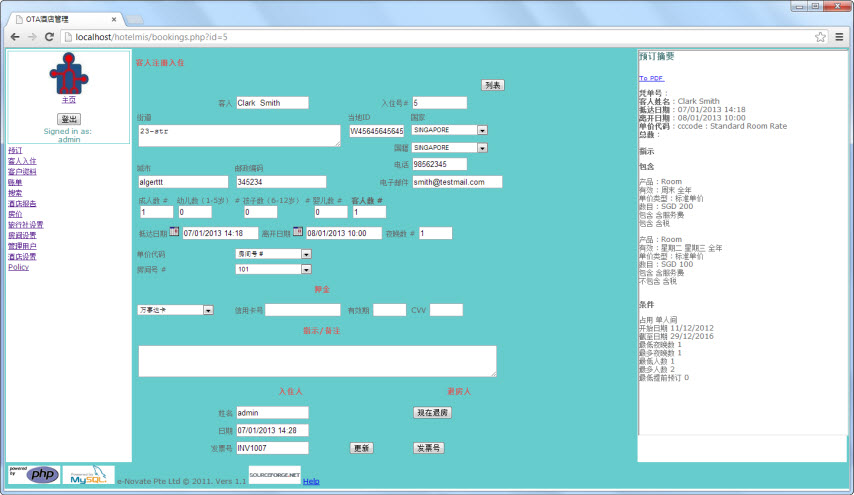 OTA酒店管理
localhost/hotelmis/bookings.php?id=5
主页
登出
Signed in as:
admin
预订
客人入住
客户资料
账单
搜索
酒店报告
房价
旅行社设置
房间设置
管理用户
酒店设置
Policy
客人注册入住
列表
客人 Clark Smith 入住号# 5
街道 当地ID 国家
23-str W45645645645 SINGAPORE
国籍 SINGAPORE
城市 邮政编码 电话 98562345
algerttt 345234 电子邮件 smith@testmail.com
成人数 # 幼儿数（1-5岁） # 孩子数（6-12岁） # 婴儿数 # 客人数 #
1 0 0 0 1
抵达日期 07/01/2013 14:18 离开日期 08/01/2013 10:00 夜晚数 # 1
单价代码 房间号 #
房间号 # 101
押金
万事达卡 信用卡号 有效期 CVV
指示/备注
入住人 退房人
姓名 admin 现在退房
日期 07/01/2013 14:28
发票号 INV1007 更新 发票号
预订摘要
To PDF.
凭单号：
客人姓名：Clark Smith
抵达日期：07/01/2013 14:18
离开日期：08/01/2013 10:00
单价代码：cccode : Standard Room Rate
总数：
指示
包含
产品：Room
有效：周末 全年
单价类型：标准单价
数目：SGD 200
包含 含服务费
包含 含税
产品：Room
有效：星期二 星期三 全年
单价类型：标准单价
数目：SGD 100
包含 含服务费
不包含 含税
条件
占用 单人间
开始日期 11/12/2012
截至日期 29/12/2016
最低夜晚数 1
最多夜晚数 1
最低人数 1
最多人数 2
最低提前预订 0
powered by php Powered by MySQL e-Novate Pte Ltd © 2011. Vers 1.1 SOURCEFORGE.NET Help